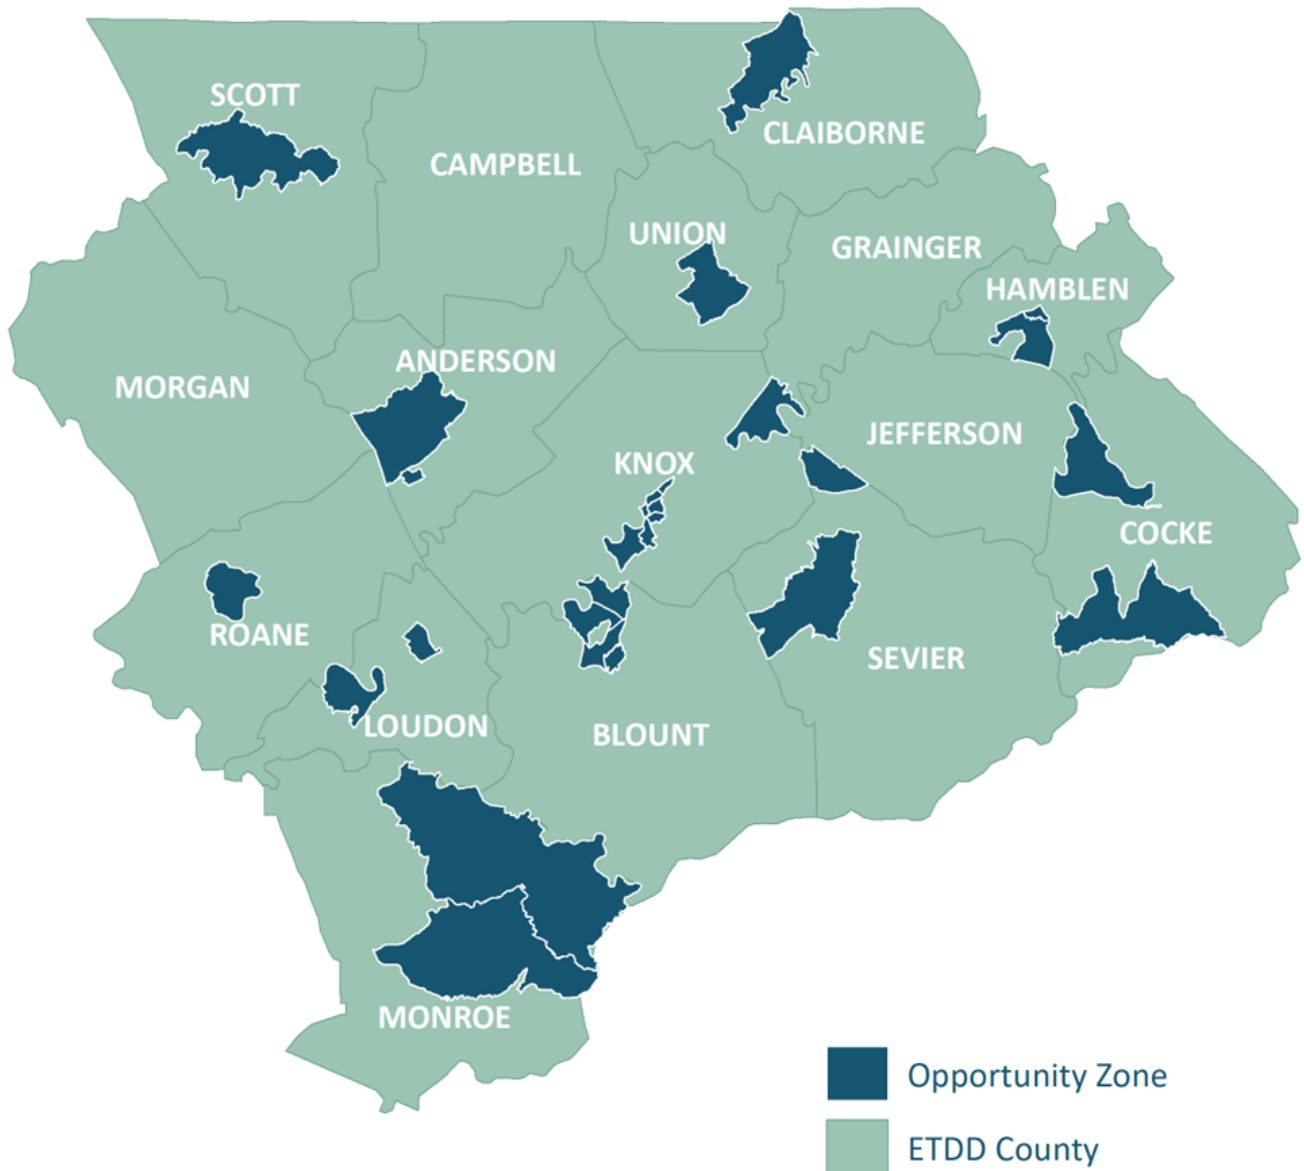 SCOTT
CLAIBORNE
CAMPBELL
UNION
GRAINGER
HAMBLEN
ANDERSON
MORGAN
JEFFERSON
KNOX
COCKE
ROANE
SEVIER
LOUDON
BLOUNT
MONROE
Opportunity Zone
ETDD County